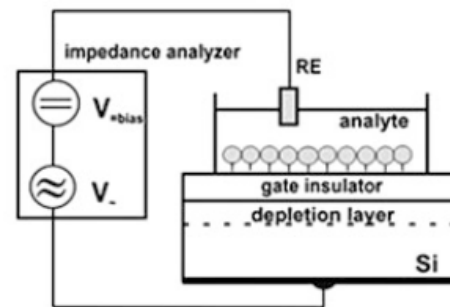 impedance analyzer
RE
V=bias
analyte
V~
gate insulator
depletion layer
Si